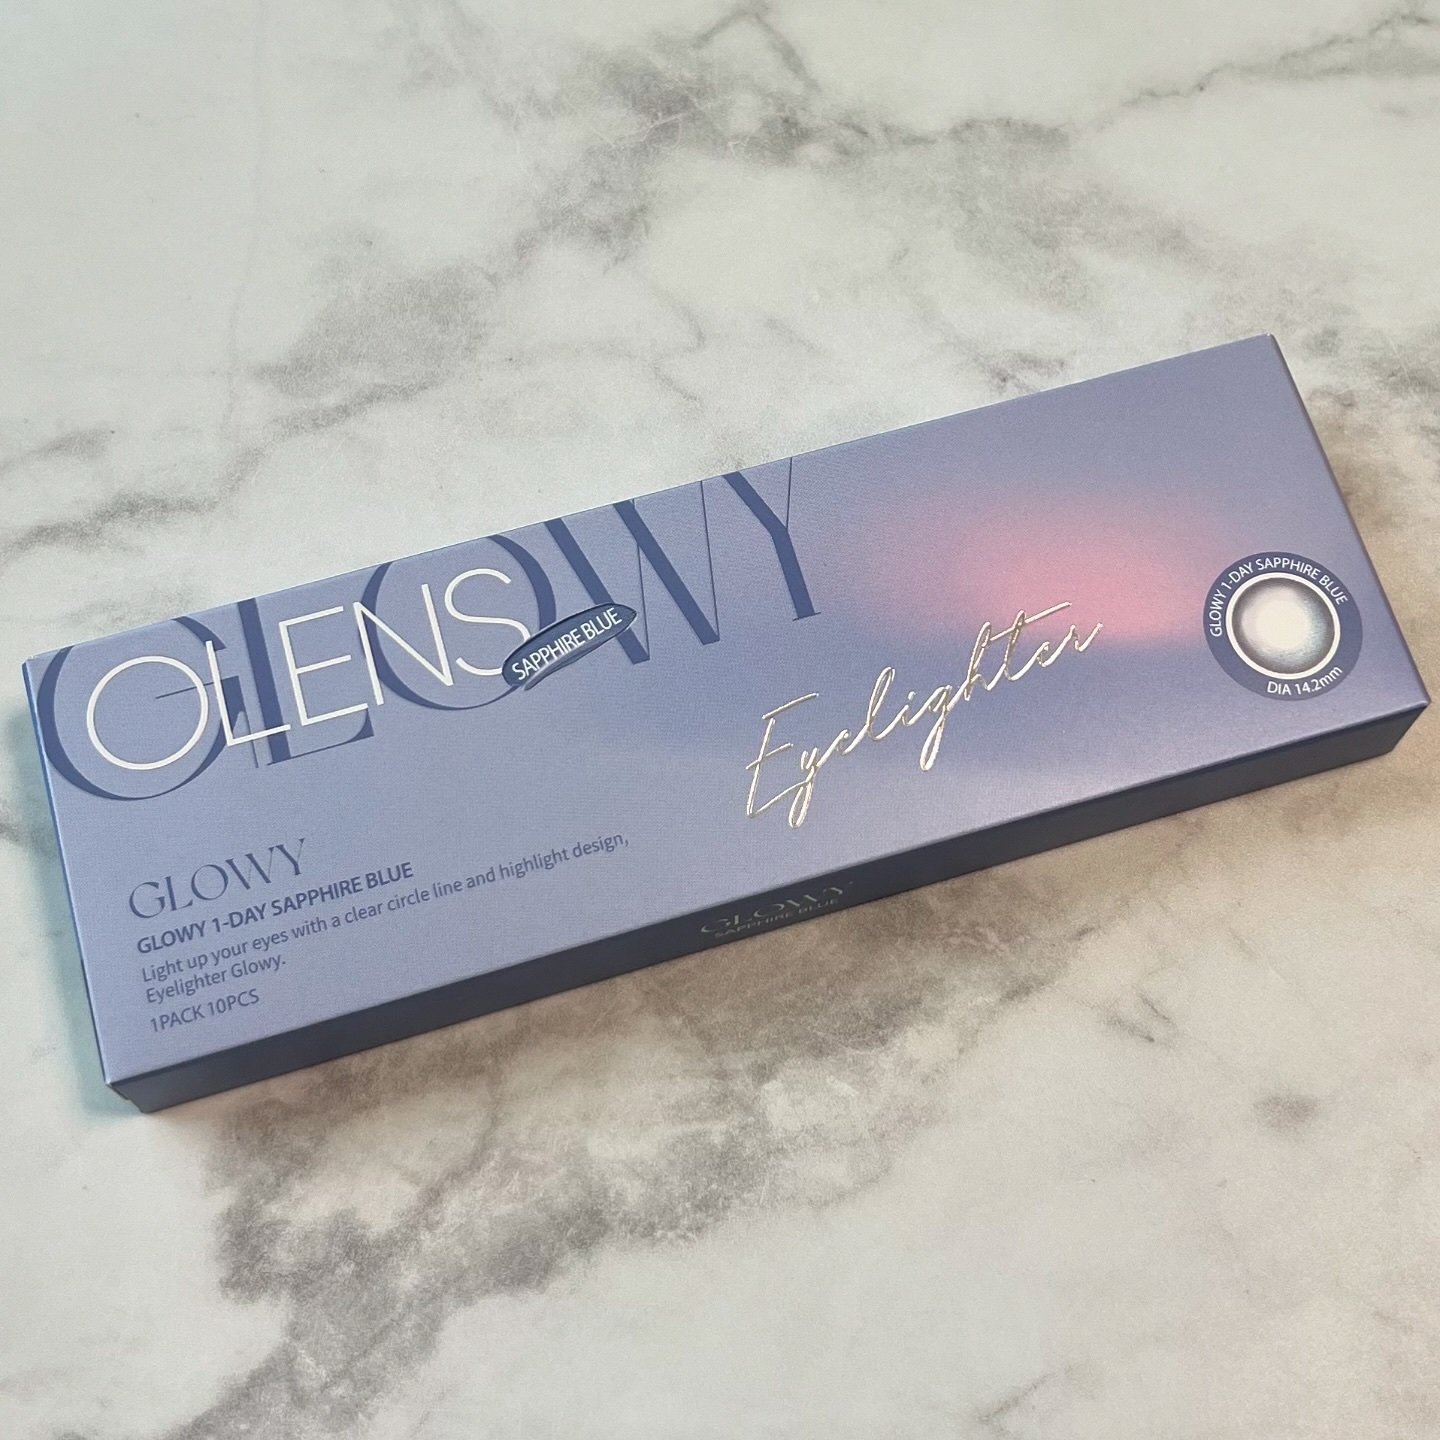 GLOWY
OLENS
SAPPHIRE BLUE
Eyelighter
GLOWY 1-DAY SAPPHIRE BLUE
DIA 14.2mm
GLOWY
GLOWY 1-DAY SAPPHIRE BLUE
Light up your eyes with a clear circle line and highlight design,
Eyelighter Glowy.
1PACK 10PCS
GLOWY
SAPPHIRE BLUE